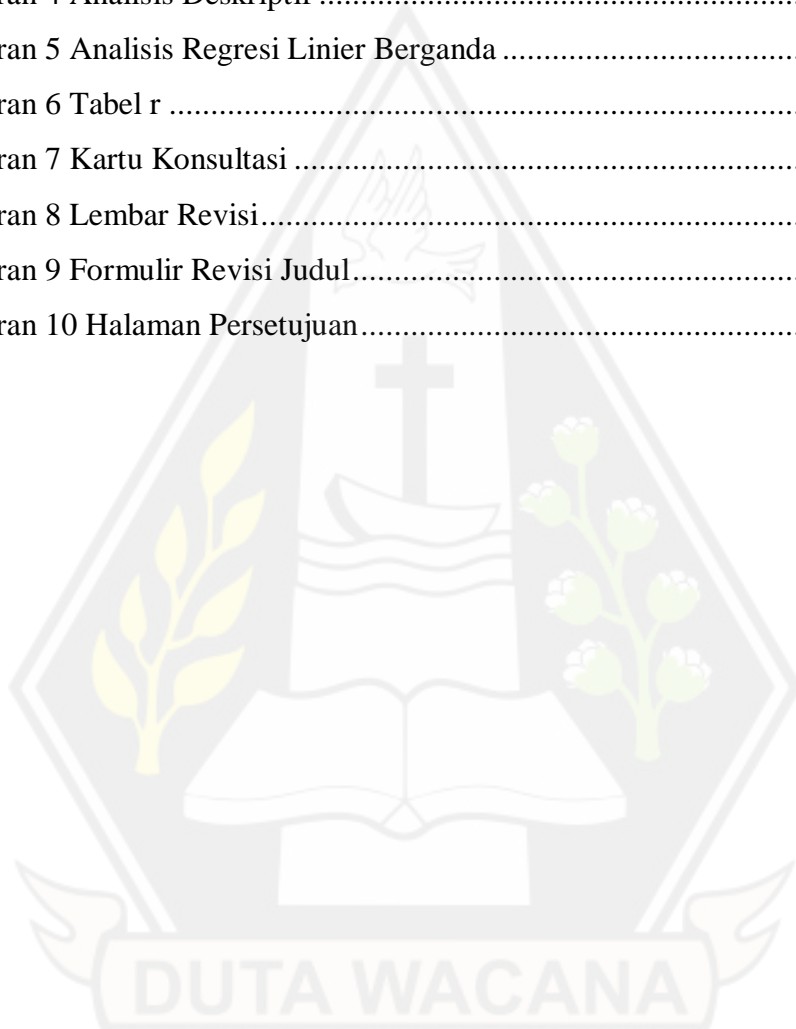 ran 4 Analisis Deskriptif ...........................................................
ran 5 Analisis Regresi Linier Berganda ....................................
ran 6 Tabel r .............................................................................
ran 7 Kartu Konsultasi ..............................................................
ran 8 Lembar Revisi..................................................................
ran 9 Formulir Revisi Judul.......................................................
ran 10 Halaman Persetujuan.....................................................
DUTA WACANA